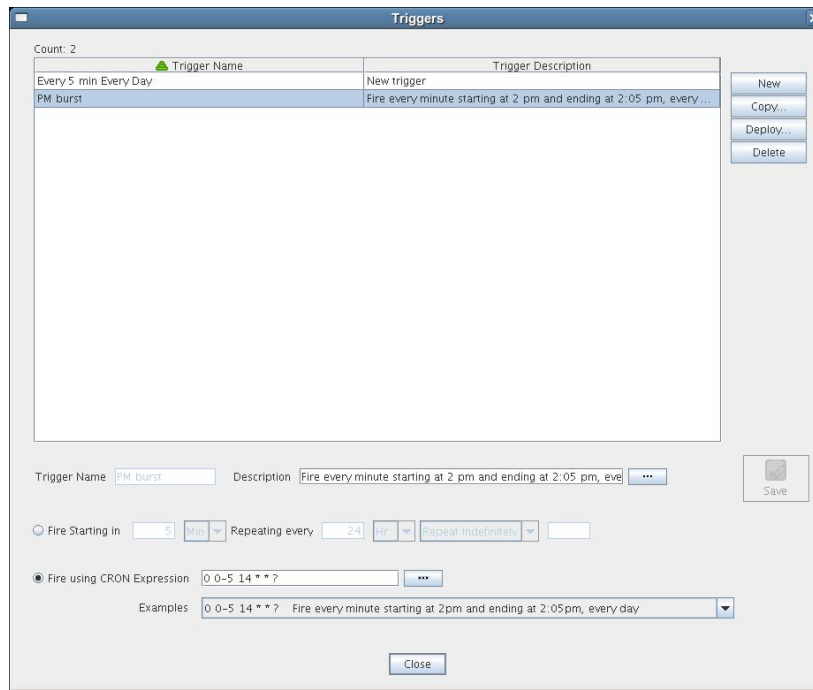 Triggers
Count: 2
Trigger Name Trigger Description
Every 5 min Every Day New trigger
PM burst Fire every minute starting at 2 pm and ending at 2:05 pm, every ...
New
Copy...
Deploy...
Delete
Trigger Name PM burst Description Fire every minute starting at 2 pm and ending at 2:05 pm, eve ...
Save
Fire Starting in 5 Min Repeating every 24 Hr Repeat Indefinitely
Fire using CRON Expression 0 0-5 14 * * ? ...
Examples 0 0-5 14 * * ? Fire every minute starting at 2pm and ending at 2:05pm, every day
Close